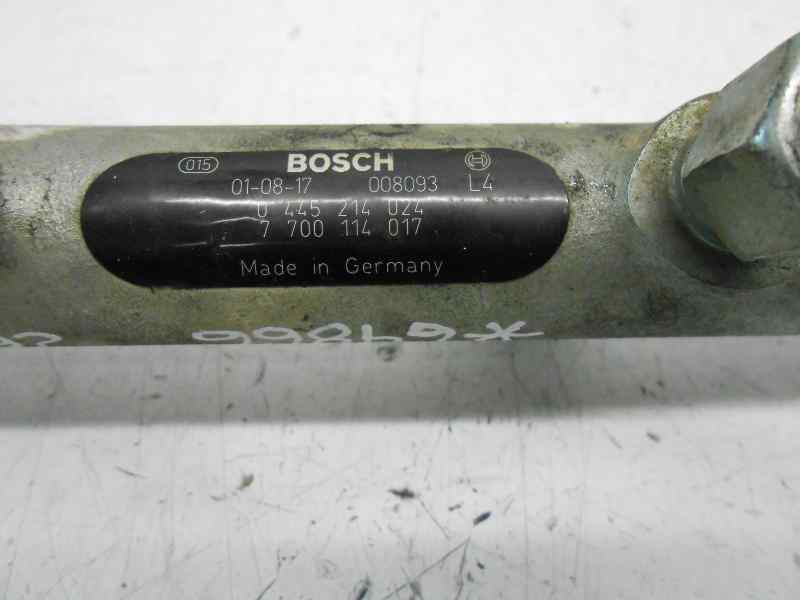 015 BOSCH
01-08-17 008093 L4
0 445 214 024
7 700 114 017
Made in Germany